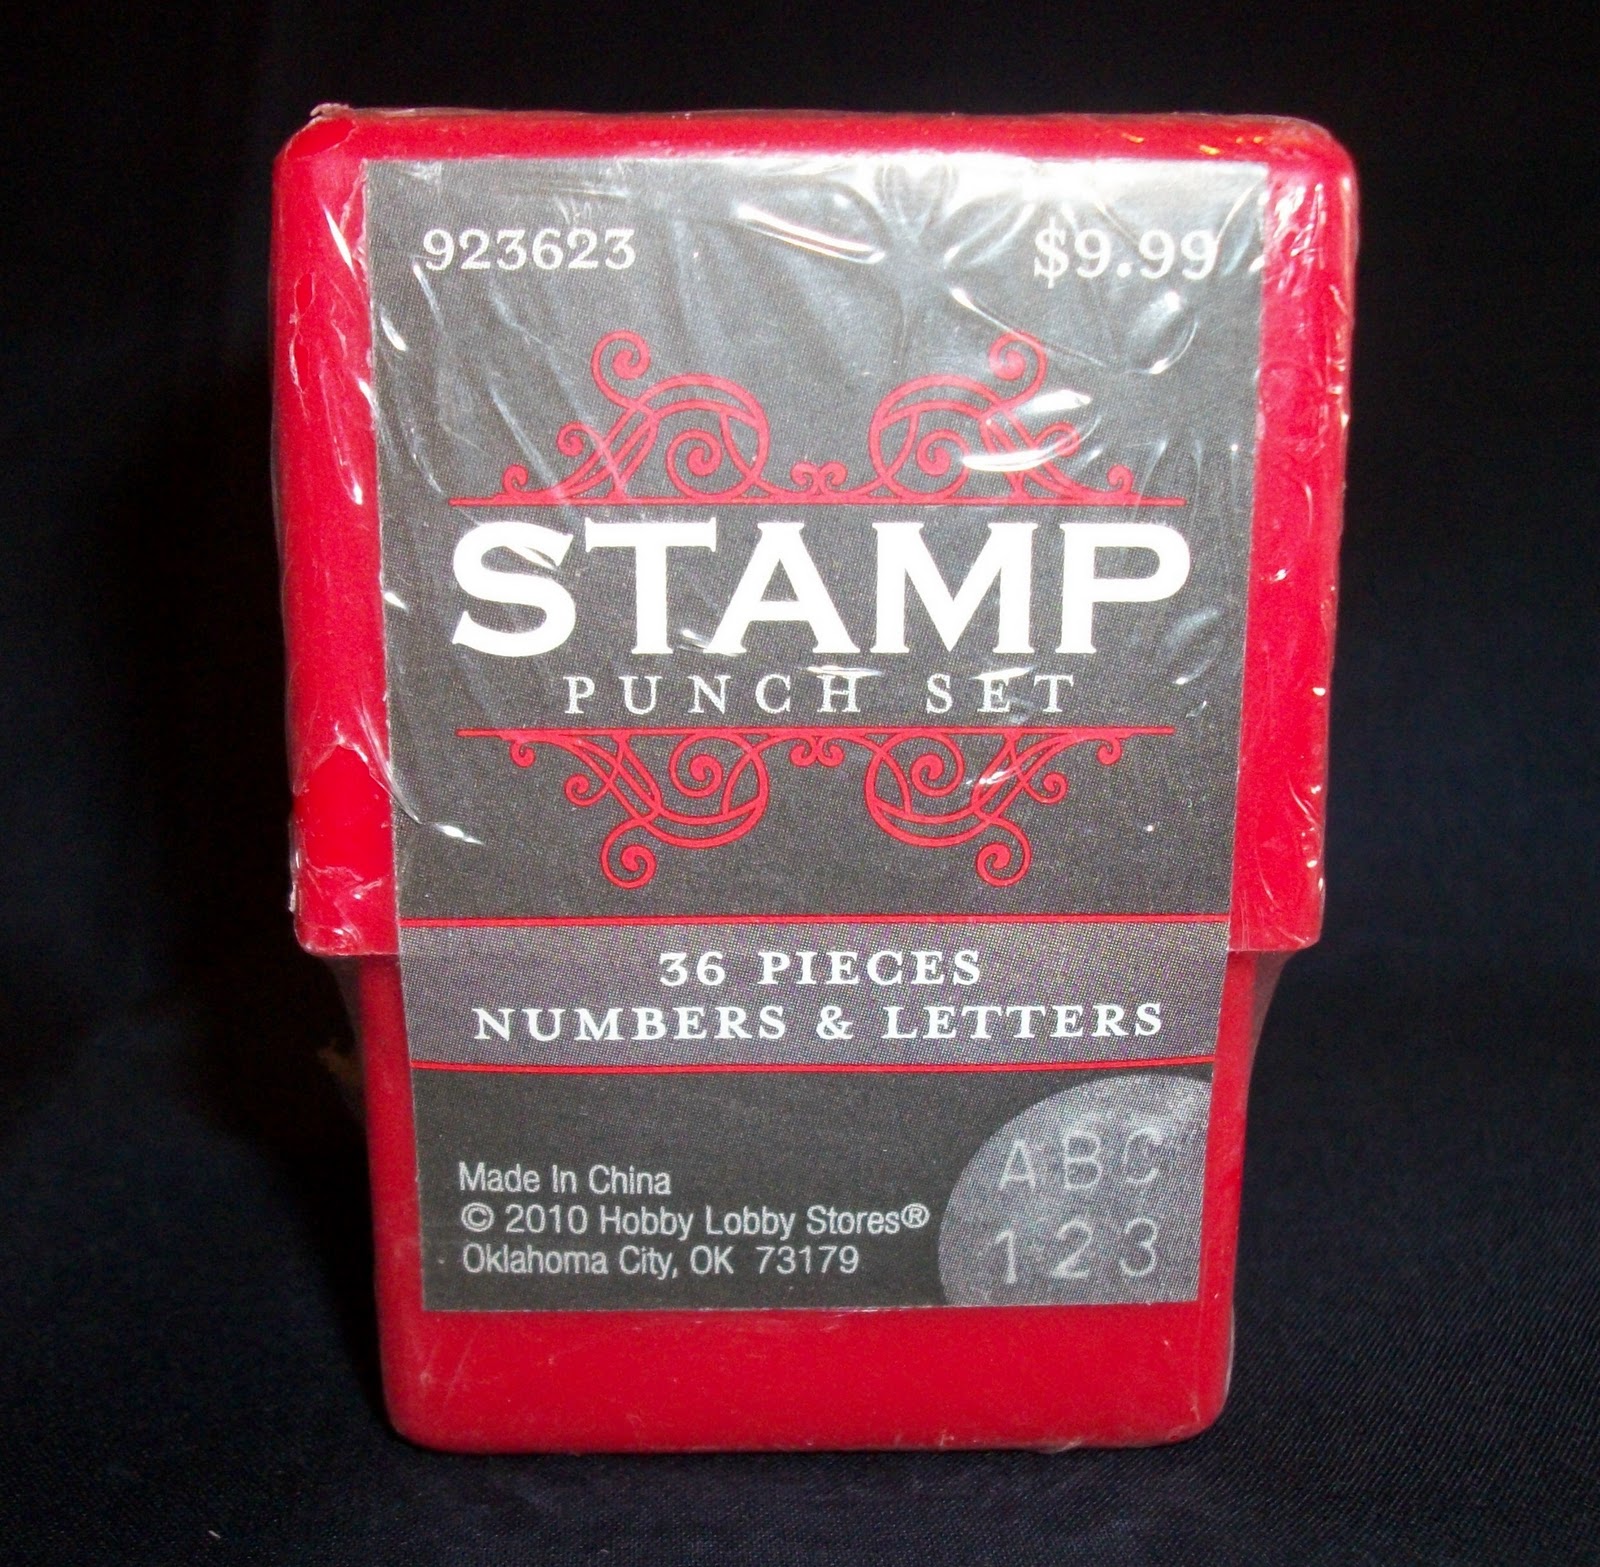 923623 $9.99
STAMP
PUNCH SET
36 PIECES
NUMBERS & LETTERS
Made In China
© 2010 Hobby Lobby Stores®
Oklahoma City, OK 73179
ABC
123